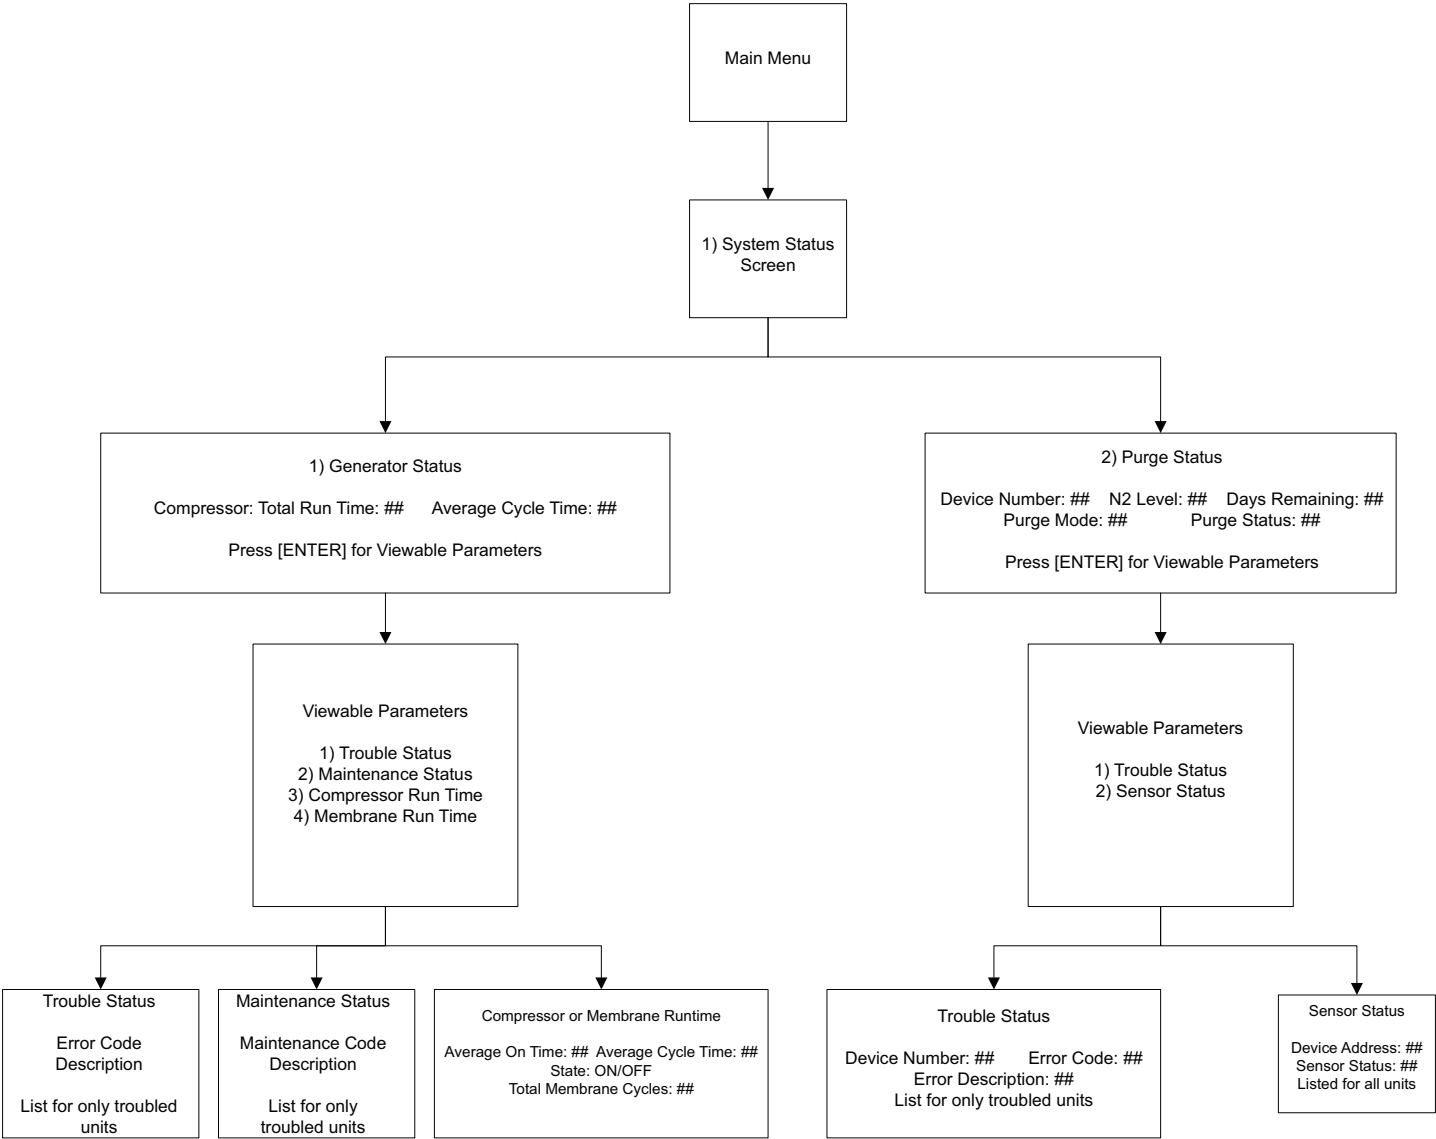 Main Menu
1) System Status
Screen
1) Generator Status
Compressor: Total Run Time: ## Average Cycle Time: ##
Press [ENTER] for Viewable Parameters
2) Purge Status
Device Number: ## N2 Level: ## Days Remaining: ##
Purge Mode: ## Purge Status: ##
Press [ENTER] for Viewable Parameters
Viewable Parameters
1) Trouble Status
2) Maintenance Status
3) Compressor Run Time
4) Membrane Run Time
Viewable Parameters
1) Trouble Status
2) Sensor Status
Trouble Status
Error Code
Description
List for only troubled
units
Maintenance Status
Maintenance Code
Description
List for only
troubled units
Compressor or Membrane Runtime
Average On Time: ## Average Cycle Time: ##
State: ON/OFF
Total Membrane Cycles: ##
Trouble Status
Device Number: ## Error Code: ##
Error Description: ##
List for only troubled units
Sensor Status
Device Address: ##
Sensor Status: ##
Listed for all units